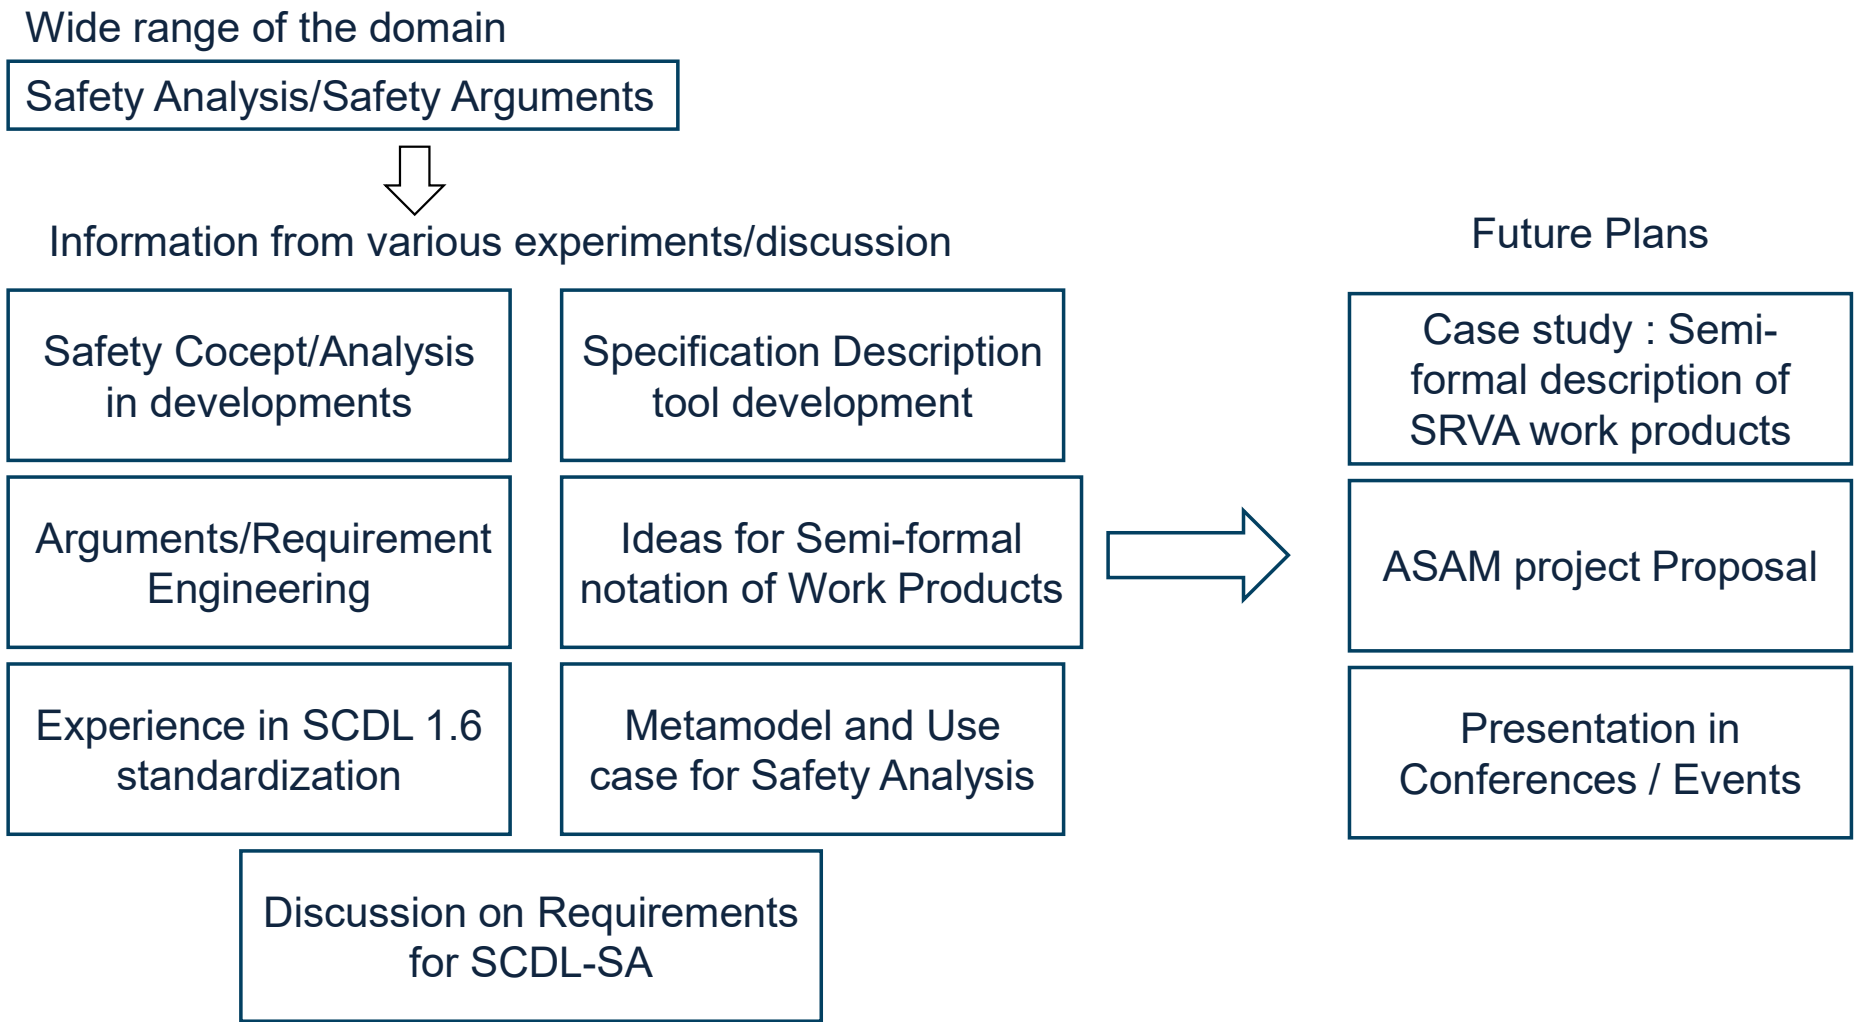 Wide range of the domain
Safety Analysis/Safety Arguments
Information from various experiments/discussion
Safety Cocept/Analysis
in developments
Specification Description
tool development
Arguments/Requirement
Engineering
Ideas for Semi-formal
notation of Work Products
Experience in SCDL 1.6
standardization
Metamodel and Use
case for Safety Analysis
Discussion on Requirements
for SCDL-SA
Future Plans
Case study : Semi-
formal description of
SRVA work products
ASAM project Proposal
Presentation in
Conferences / Events